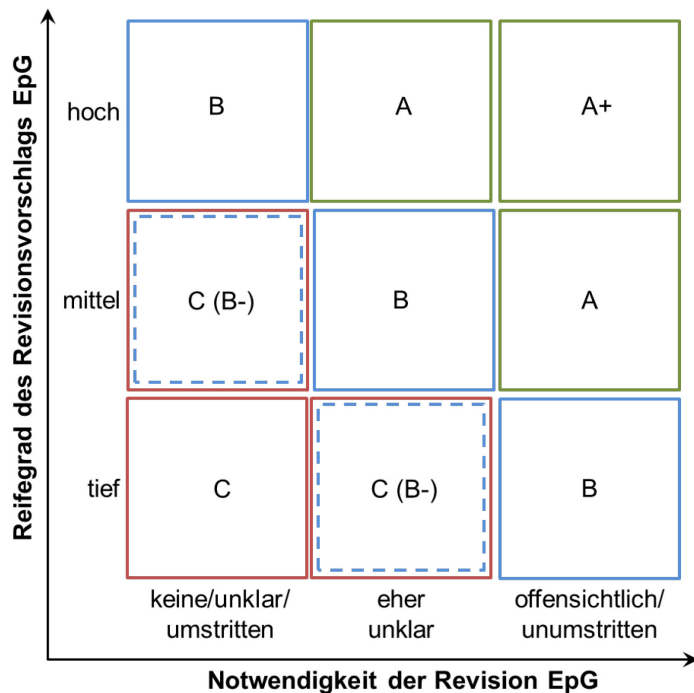 Reifegrad des Revisionsvorschlags EpG
hoch
B
A
A+
mittel
C (B-)
B
A
tief
C
C (B-)
B
keine/unklar/
umstritten
eher
unklar
offensichtlich/
unumstritten
Notwendigkeit der Revision EpG